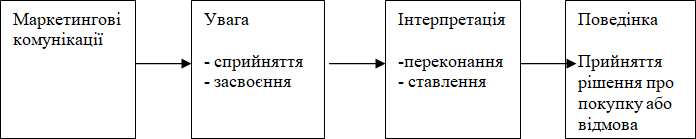 Маркетингові
комунікації
Увага
- сприйняття
- засвоєння
Інтерпретація
-переконання
- ставлення
Поведінка
Прийняття
рішення про
покупку або
відмова